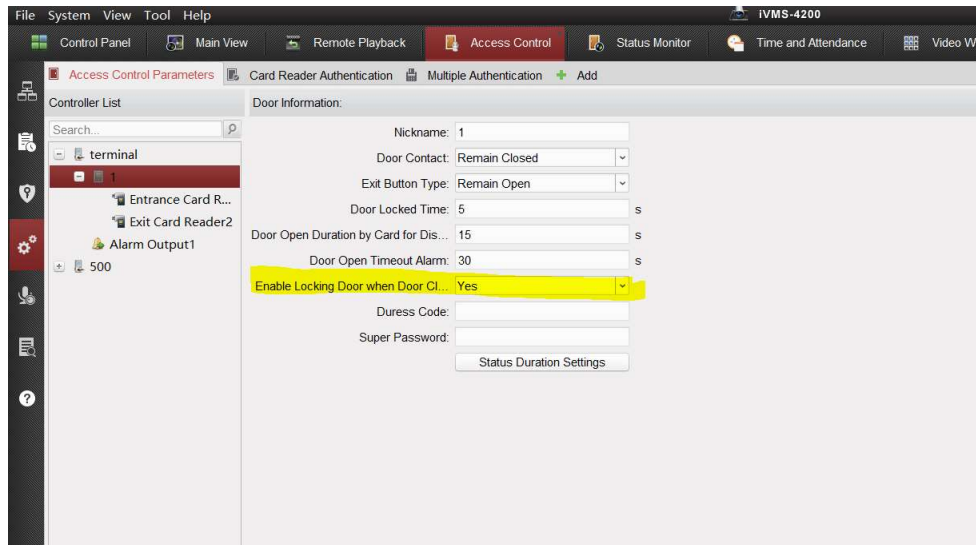 File System View Tool Help iVMS-4200
Control Panel Main View Remote Playback Access Control Status Monitor Time and Attendance Video W
Access Control Parameters Card Reader Authentication Multiple Authentication Add
Controller List
Search...
terminal
1
Entrance Card R...
Exit Card Reader2
Alarm Output1
500
Door Information:
Nickname: 1
Door Contact: Remain Closed
Exit Button Type: Remain Open
Door Locked Time: 5 s
Door Open Duration by Card for Dis... 15 s
Door Open Timeout Alarm: 30 s
Enable Locking Door when Door Cl... Yes
Duress Code:
Super Password:
Status Duration Settings